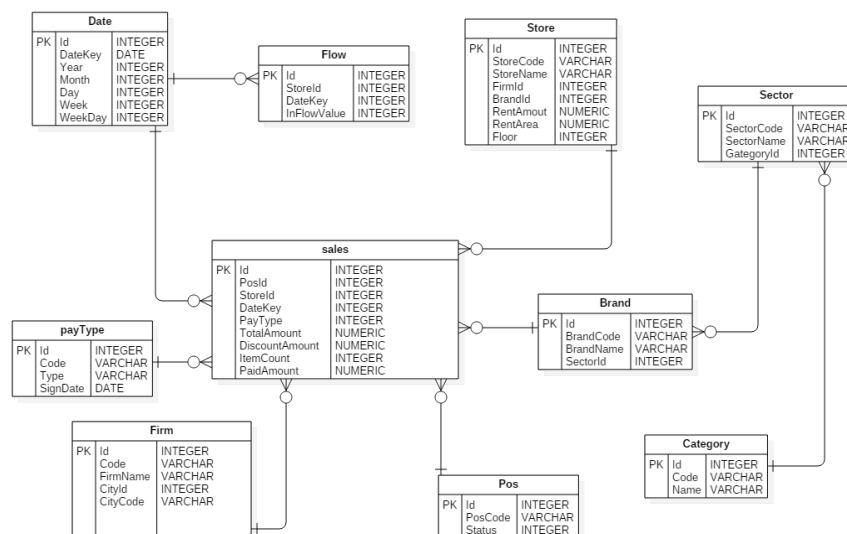 Date
PK Id INTEGER
DateKey DATE
Year INTEGER
Month INTEGER
Day INTEGER
Week INTEGER
WeekDay INTEGER
Flow
PK Id INTEGER
StoreId INTEGER
DateKey INTEGER
InFlowValue INTEGER
Store
PK Id INTEGER
StoreCode VARCHAR
StoreName VARCHAR
FirmId INTEGER
BrandId INTEGER
RentAmout NUMERIC
RentArea NUMERIC
Floor INTEGER
Sector
PK Id INTEGER
SectorCode VARCHAR
SectorName VARCHAR
GategoryId INTEGER
sales
PK Id INTEGER
PosId INTEGER
StoreId INTEGER
DateKey INTEGER
PayType INTEGER
TotalAmount NUMERIC
DiscountAmount NUMERIC
ItemCount INTEGER
PaidAmount NUMERIC
Brand
PK Id INTEGER
BrandCode VARCHAR
BrandName VARCHAR
SectorId INTEGER
payType
PK Id INTEGER
Code VARCHAR
Type VARCHAR
SignDate DATE
Firm
PK Id INTEGER
Code VARCHAR
FirmName VARCHAR
CityId INTEGER
CityCode VARCHAR
Pos
PK Id INTEGER
PosCode VARCHAR
Status INTEGER
Category
PK Id INTEGER
Code VARCHAR
Name VARCHAR